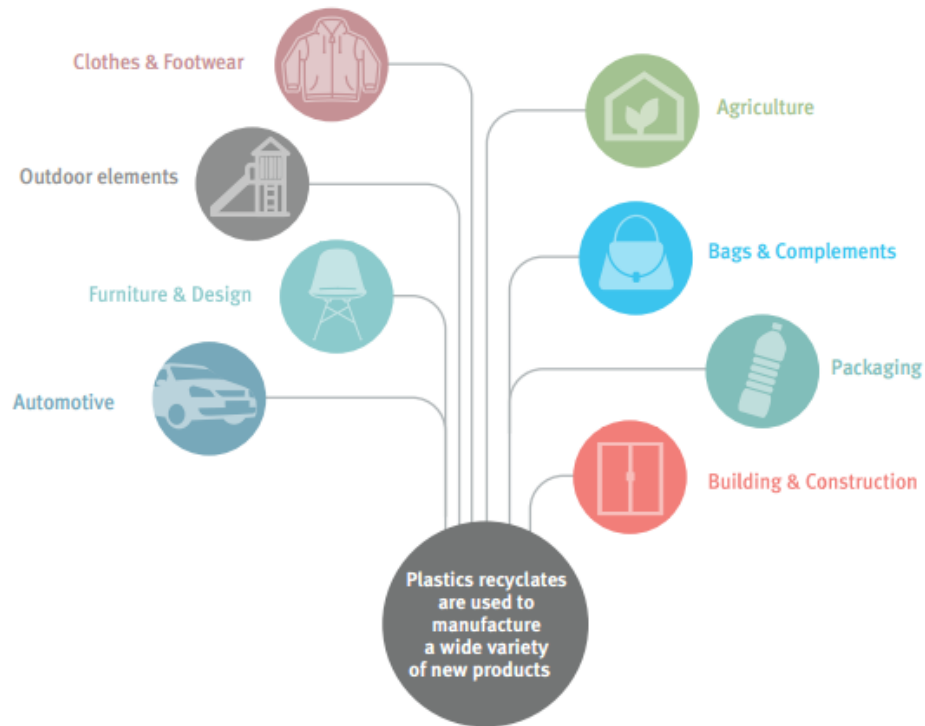 Clothes & Footwear
Agriculture
Outdoor elements
Bags & Complements
Furniture & Design
Packaging
Automotive
Building & Construction
Plastics recyclates
are used to
manufacture
a wide variety
of new products